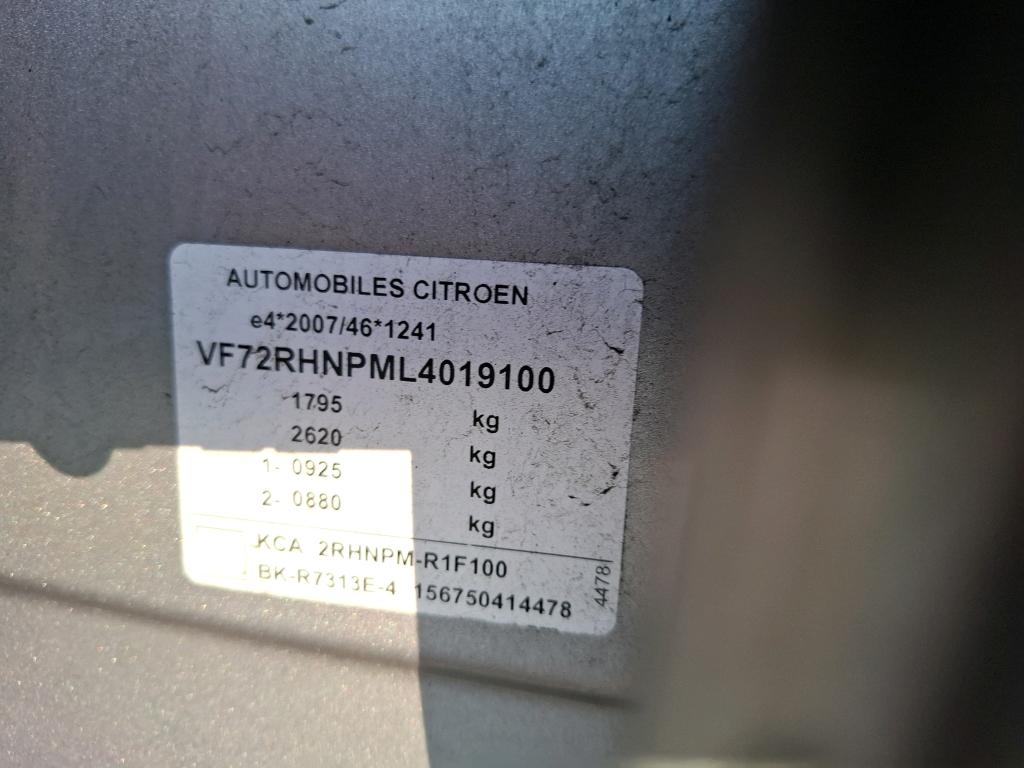 AUTOMOBILES CITROEN
e4*2007/46*1241
VF72RHNPML4019100
1795 kg
2620 kg
1- 0925 kg
2- 0880 kg
KCA 2RHNPM-R1F100
BK-R7313E-4 156750414478
4478